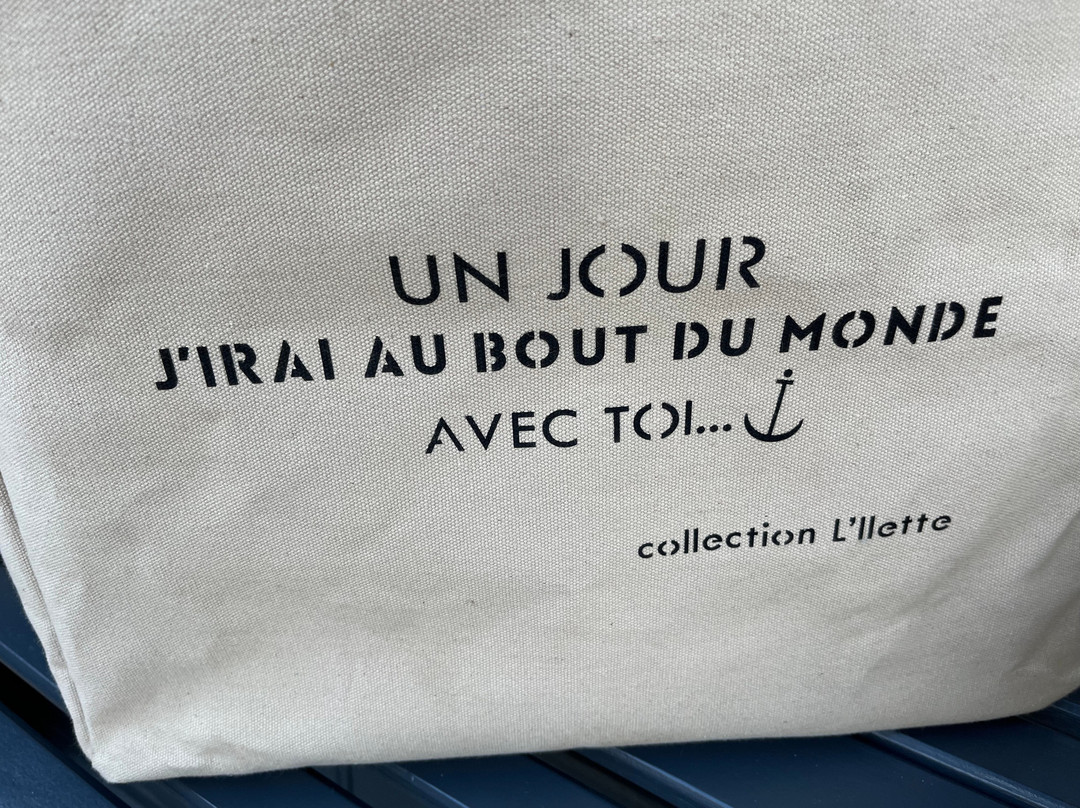 UN JOUR
J'IRAI AU BOUT DU MONDE
AVEC TOI...
collection L'Ilette